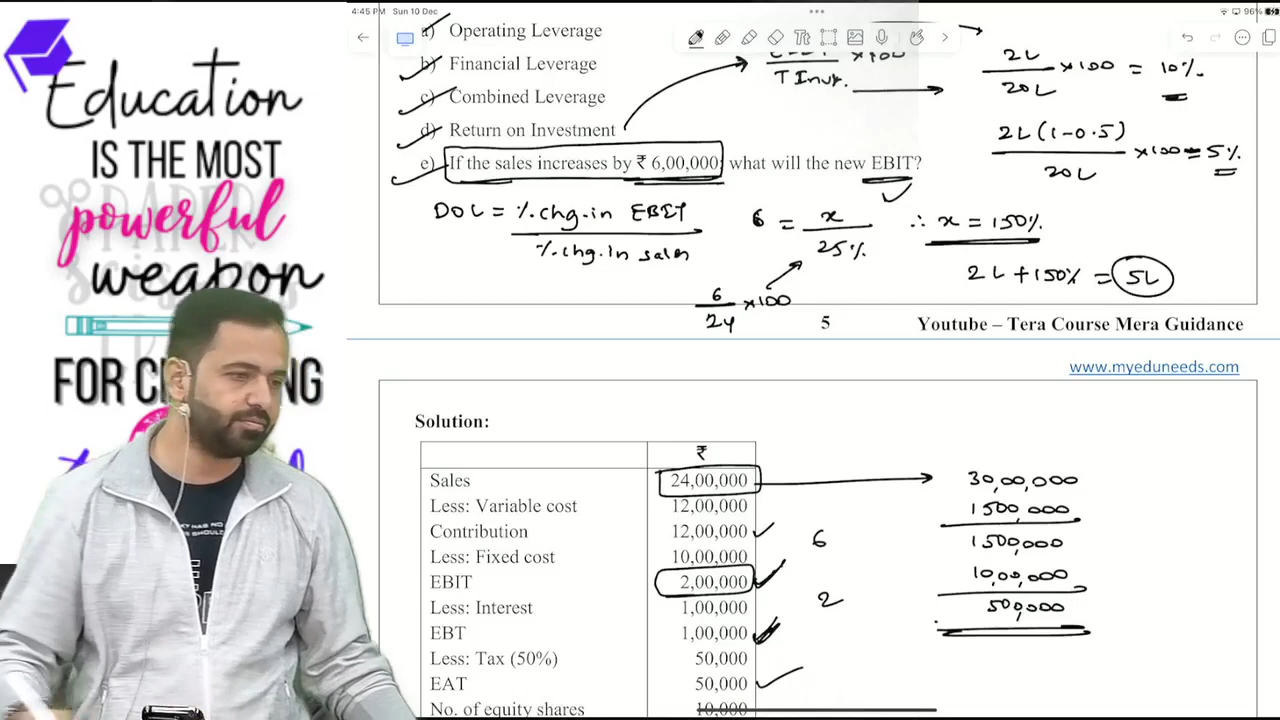 4:45 PM Sun 10 Dec
96%
Education
IS THE MOST
powerful
weapon
FOR
a) Operating Leverage
b) Financial Leverage
c) Combined Leverage
d) Return on Investment
e) If the sales increases by ₹ 6,00,000; what will the new EBIT?
T Invt.
2L
20L
×100 = 10%
2L(1-0.5)
20L
×100 = 5%
DOL = %.chg.in EBIT
%.chg.in sales
6 = x
25%
∴ x = 150%
2L + 150% = 5L
6
24
×100
5
Youtube – Tera Course Mera Guidance
www.myeduneeds.com
Solution:
₹
Sales 24,00,000 30,00,000
Less: Variable cost 12,00,000 1500,000
Contribution 12,00,000 6 1500,000
Less: Fixed cost 10,00,000 10,00,000
EBIT 2,00,000
Less: Interest 1,00,000 2 500,000
EBT 1,00,000
Less: Tax (50%) 50,000
EAT 50,000
No. of equity shares 10,000